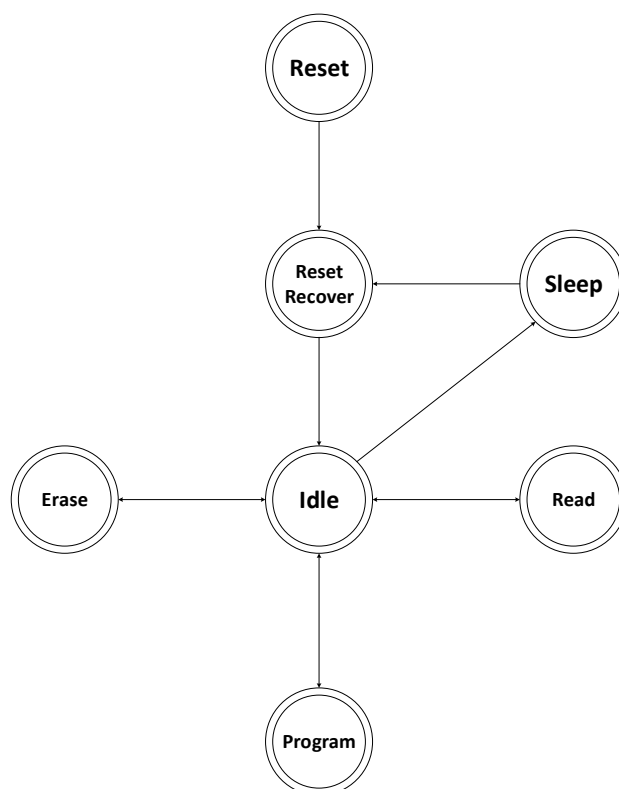 Reset
Reset
Recover
Sleep
Erase
Idle
Read
Program